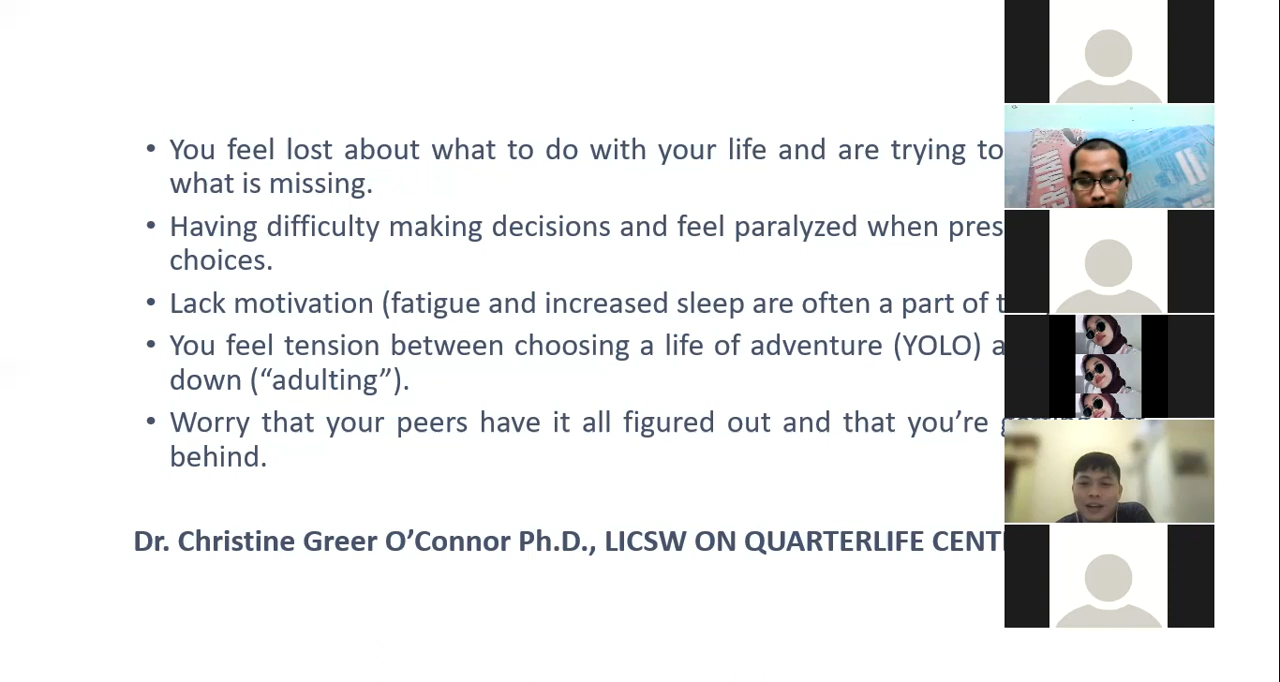 • You feel lost about what to do with your life and are trying to
what is missing.
• Having difficulty making decisions and feel paralyzed when
choices.
• Lack motivation (fatigue and increased sleep are often a part of
• You feel tension between choosing a life of adventure (YOLO)
down (“adulting”).
• Worry that your peers have it all figured out and that you’re
behind.
Dr. Christine Greer O’Connor Ph.D., LICSW ON QUARTERLIFE